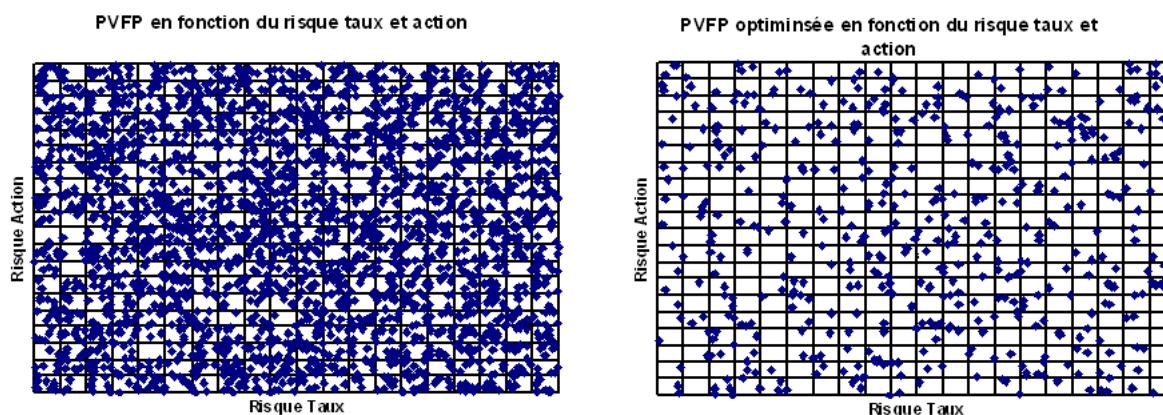 PVFP en fonction du risque taux et action
Risque Action
Risque Taux
PVFP optiminsée en fonction du risque taux et
action
Risque Action
Risque Taux